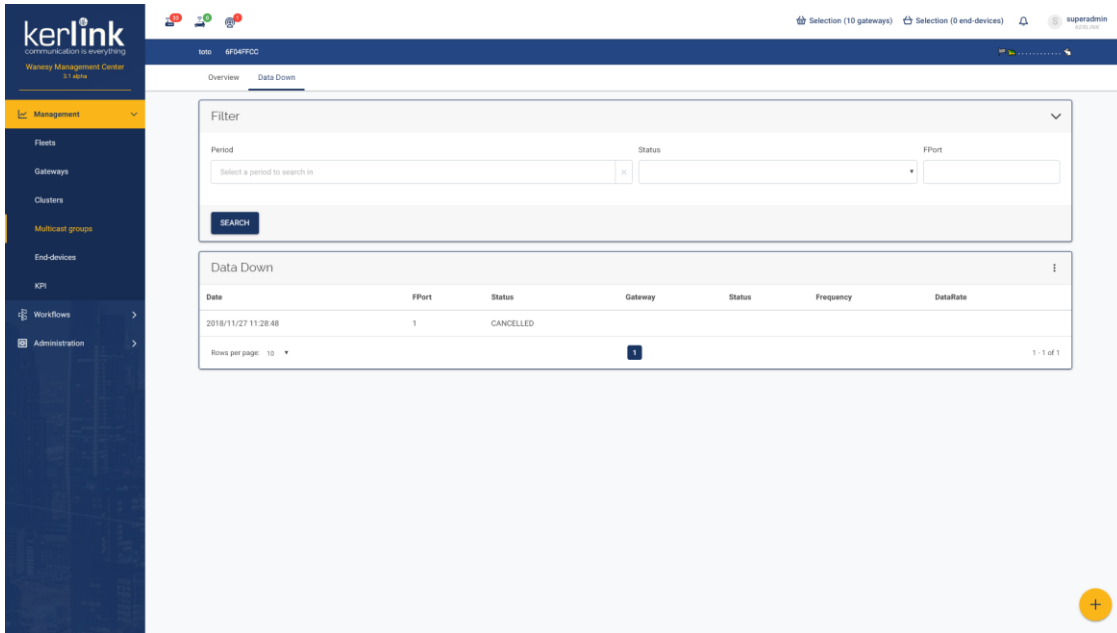 kerlink
communication is everything
Wanesy Management Center
3.1 alpha
Selection (10 gateways) Selection (0 end-devices) S superadmin
toto 6F04FFCC
Overview Data Down
Management
Fleets
Gateways
Clusters
Multicast groups
End-devices
KPI
Workflows
Administration
Filter
Period Status FPort
Select a period to search in ×
SEARCH
Data Down
Date FPort Status Gateway Status Frequency DataRate
2018/11/27 11:28:48 1 CANCELLED
Rows per page: 10 1 1 - 1 of 1
+